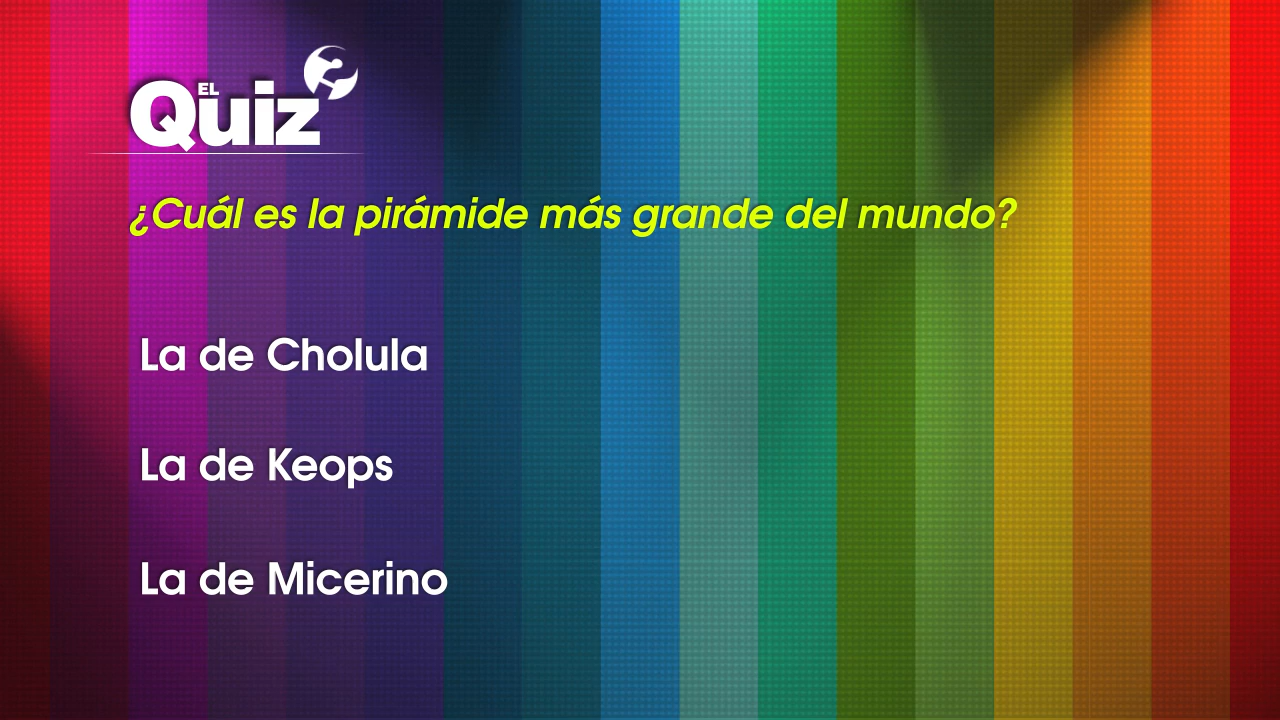 EL
Quiz
¿Cuál es la pirámide más grande del mundo?
La de Cholula
La de Keops
La de Micerino